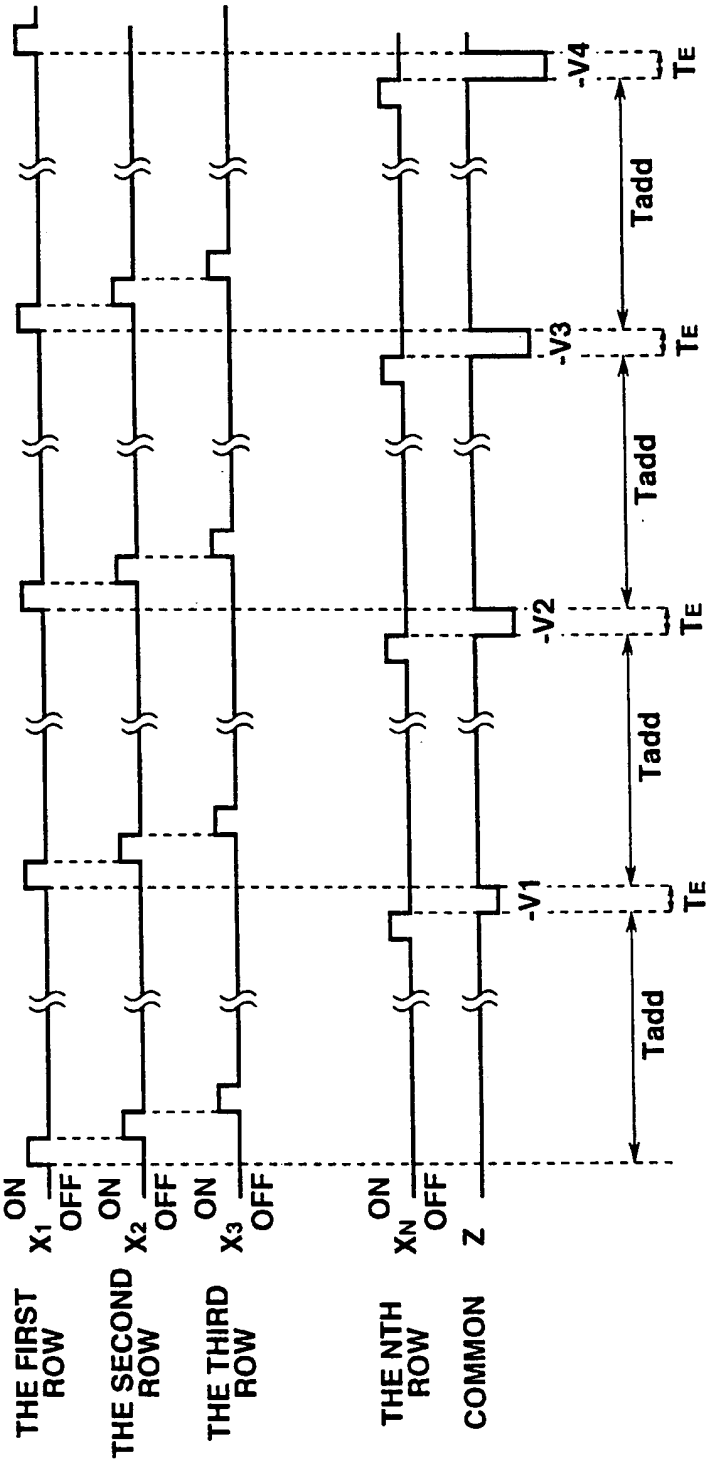 THE FIRST
ROW
X1
ON
OFF
THE SECOND
ROW
X2
ON
OFF
THE THIRD
ROW
X3
ON
OFF
THE NTH
ROW
XN
ON
OFF
COMMON
Z
-V1
-V2
-V3
-V4
Tadd
TE
Tadd
TE
Tadd
TE
Tadd
TE